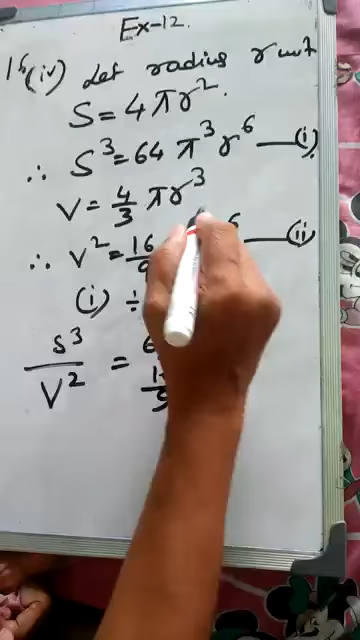 Ex-12.
15(iv) Let radius r unit
S = 4πr².
∴ S³ = 64 π³ r⁶ —(i)
V = 4/3 πr³
∴ V² = 16 6 —(ii)
(i) ÷
S³/V² =